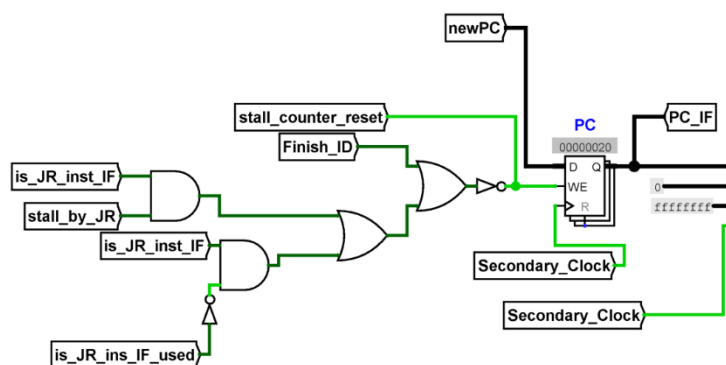 newPC
stall_counter_reset
PC
PC_IF
Finish_ID
00000020
is_JR_inst_IF
D Q
WE
0
stall_by_JR
R
ffffffff
is_JR_inst_IF
Secondary_Clock
Secondary_Clock
is_JR_ins_IF_used